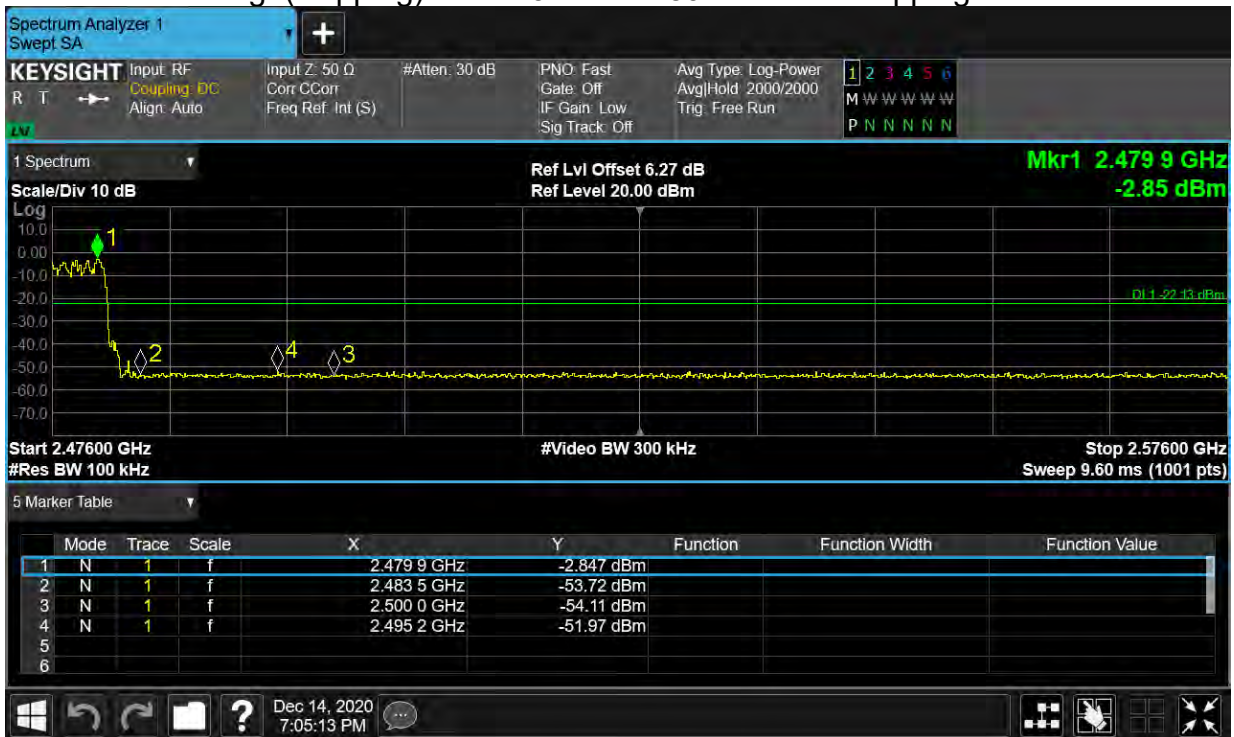 Spectrum Analyzer 1
Swept SA
+
KEYSIGHT
R T
LXI
Input: RF
Coupling: DC
Align: Auto
Input Z: 50 Ω
Corr CCorr
Freq Ref: Int (S)
#Atten: 30 dB
PNO: Fast
Gate: Off
IF Gain: Low
Sig Track: Off
Avg Type: Log-Power
Avg|Hold: 2000/2000
Trig: Free Run
1 2 3 4 5 6
M W W W W W
P N N N N N
1 Spectrum
Scale/Div 10 dB
Ref Lvl Offset 6.27 dB
Ref Level 20.00 dBm
Mkr1 2.479 9 GHz
-2.85 dBm
Log
10.0
0.00
-10.0
-20.0
-30.0
-40.0
-50.0
-60.0
-70.0
1
2
4
3
Start 2.47600 GHz
#Res BW 100 kHz
#Video BW 300 kHz
Stop 2.57600 GHz
Sweep 9.60 ms (1001 pts)
5 Marker Table
Mode Trace Scale X Y Function Function Width Function Value
1 N 1 f 2.479 9 GHz -2.847 dBm
2 N 1 f 2.483 5 GHz -53.72 dBm
3 N 1 f 2.500 0 GHz -54.11 dBm
4 N 1 f 2.495 2 GHz -51.97 dBm
5
6
?
Dec 14, 2020
7:05:13 PM